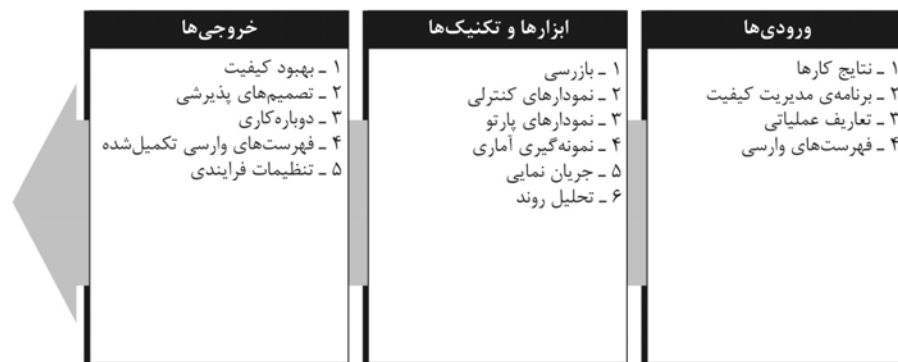 ورودی‌ها
۱ ـ نتایج کارها
۲ ـ برنامه‌ی مدیریت کیفیت
۳ ـ تعاریف عملیاتی
۴ ـ فهرست‌های وارسی
ابزارها و تکنیک‌ها
۱ ـ بازرسی
۲ ـ نمودارهای کنترلی
۳ ـ نمودارهای پارتو
۴ ـ نمونه‌گیری آماری
۵ ـ جریان نمایی
۶ ـ تحلیل روند
خروجی‌ها
۱ ـ بهبود کیفیت
۲ ـ تصمیم‌های پذیرشی
۳ ـ دوباره‌کاری
۴ ـ فهرست‌های وارسی تکمیل‌شده
۵ ـ تنظیمات فرایندی